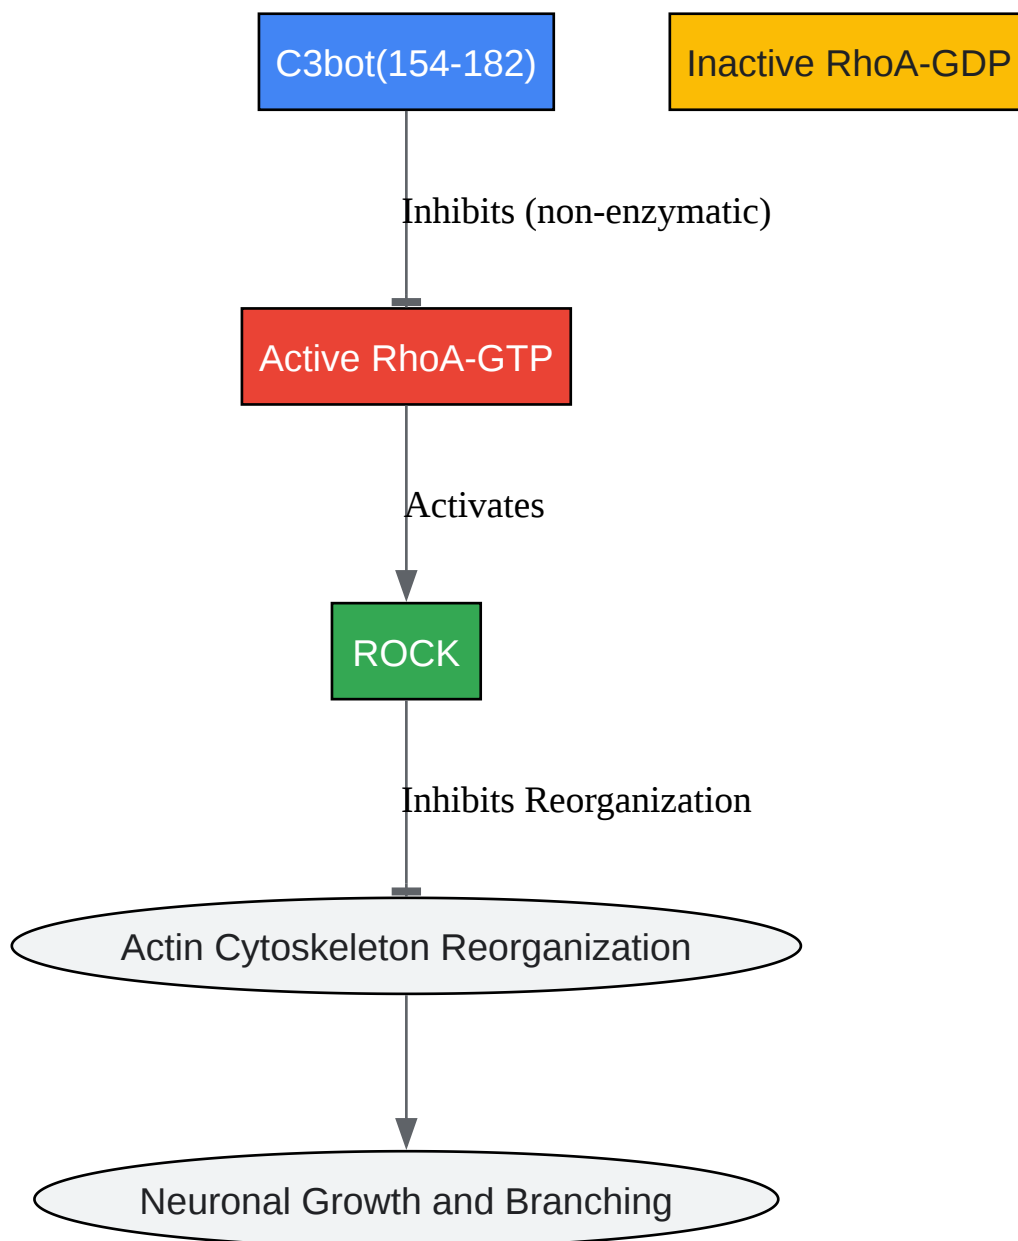 C3bot(154-182)
Inactive RhoA-GDP
Inhibits (non-enzymatic)
Active RhoA-GTP
Activates
ROCK
Inhibits Reorganization
Actin Cytoskeleton Reorganization
Neuronal Growth and Branching